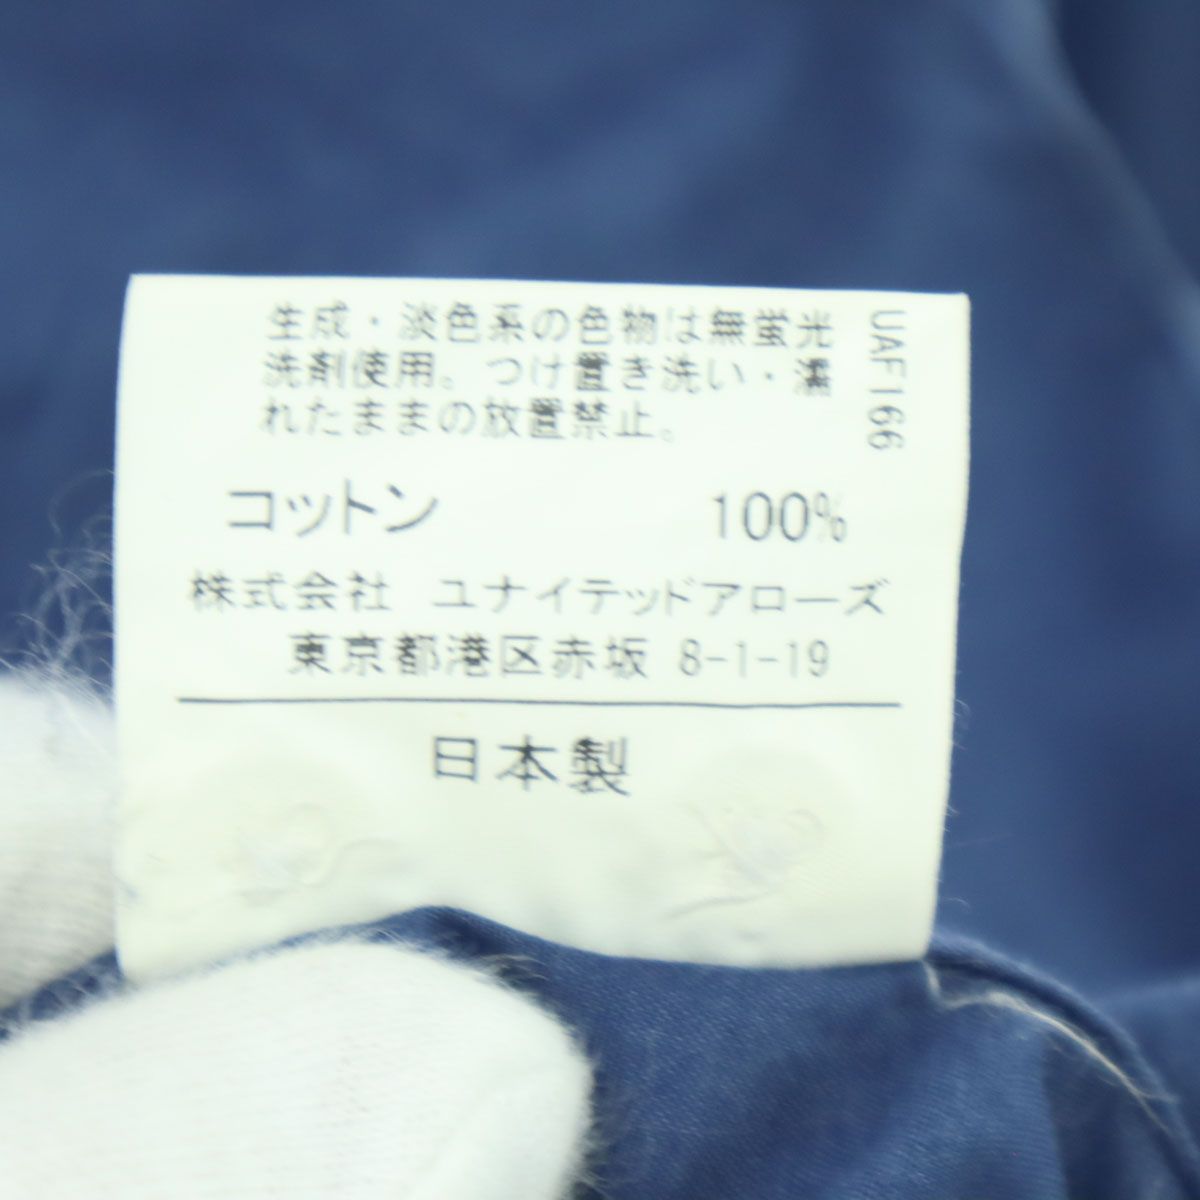 生成・淡色系の色物は無蛍光
洗剤使用。つけ置き洗い・濡
れたままの放置禁止。
UAF166
コットン 100%
株式会社 ユナイテッドアローズ
東京都港区赤坂 8-1-19
日本製